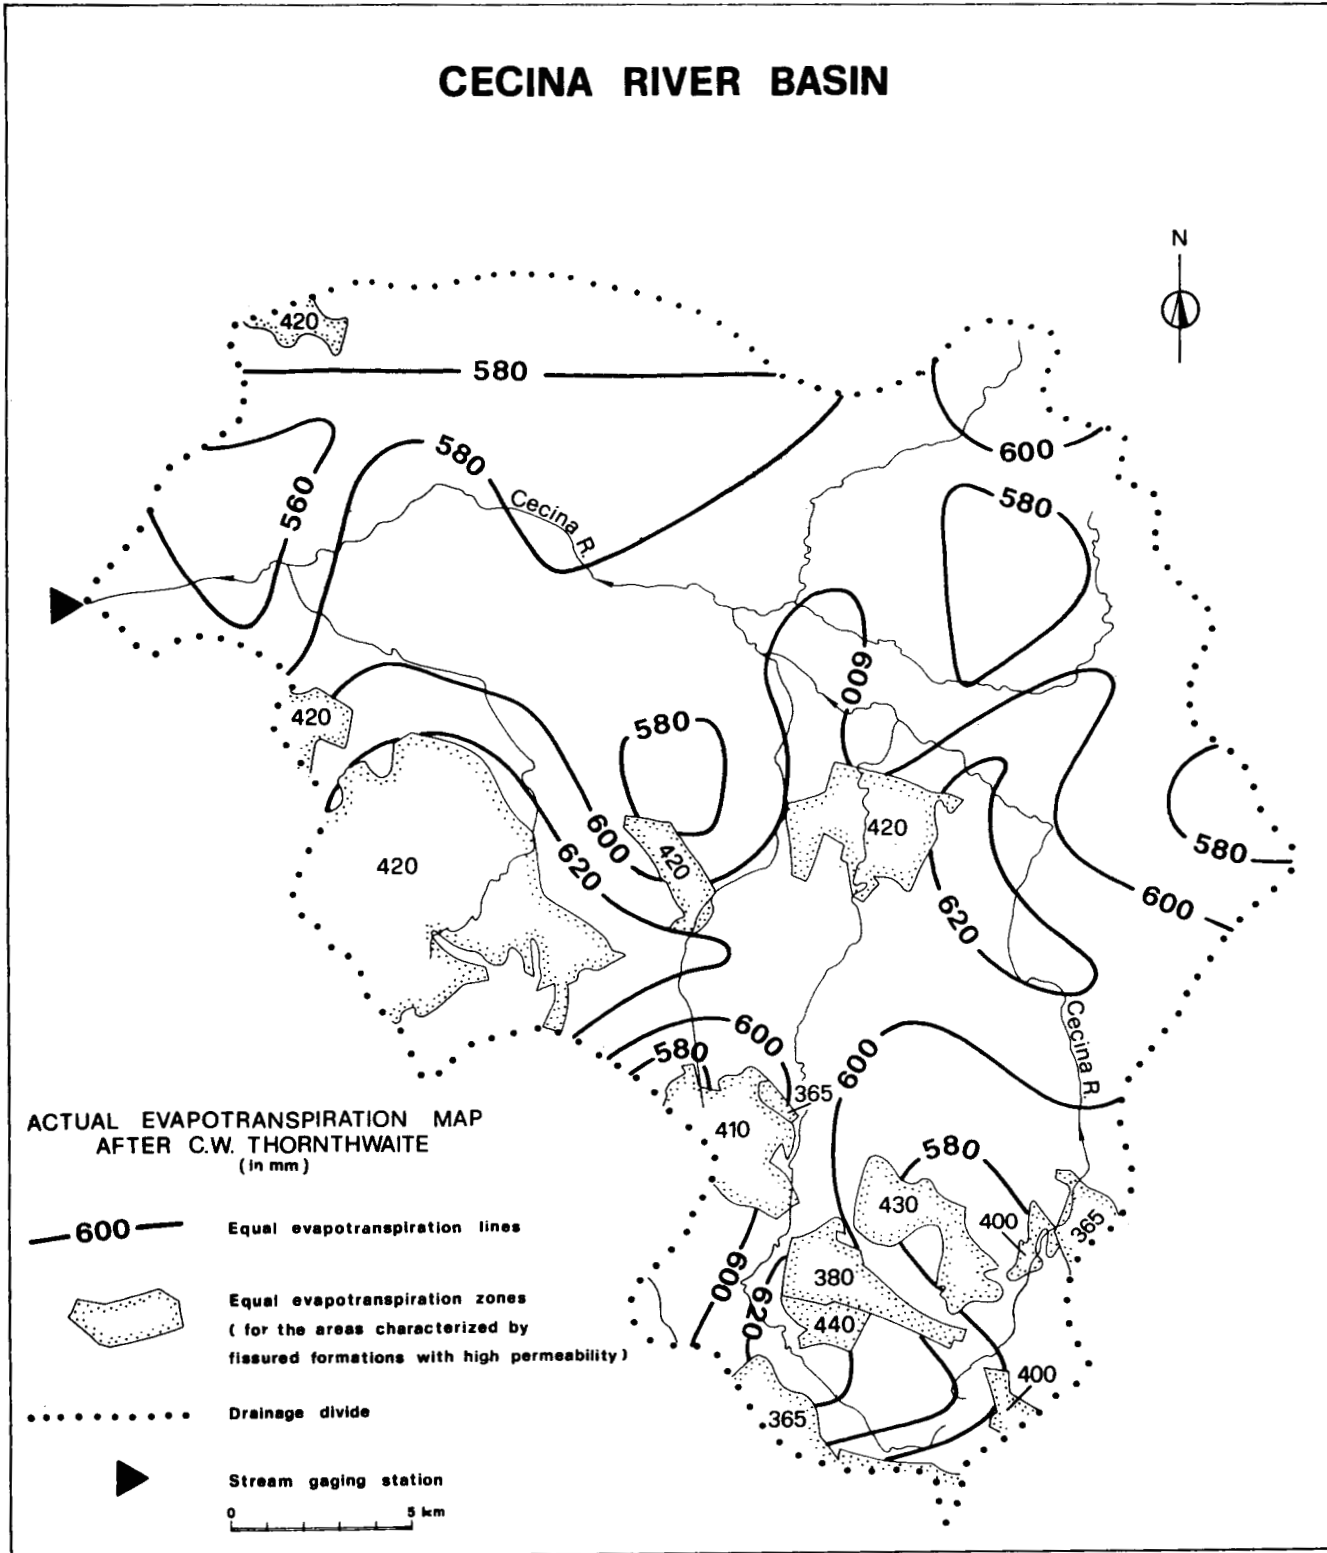 CECINA RIVER BASIN
N
420
580
600
580
560
580
Cecina R.
600
420
580
420
600
420
420
620
580
600
620
600
580
600
Cecina R.
365
410
580
430
400
365
600
380
620
440
400
365
ACTUAL EVAPOTRANSPIRATION MAP
AFTER C.W. THORNTHWAITE
(in mm)
600
Equal evapotranspiration lines
Equal evapotranspiration zones
( for the areas characterized by
fissured formations with high permeability )
Drainage divide
Stream gaging station
0 5 km